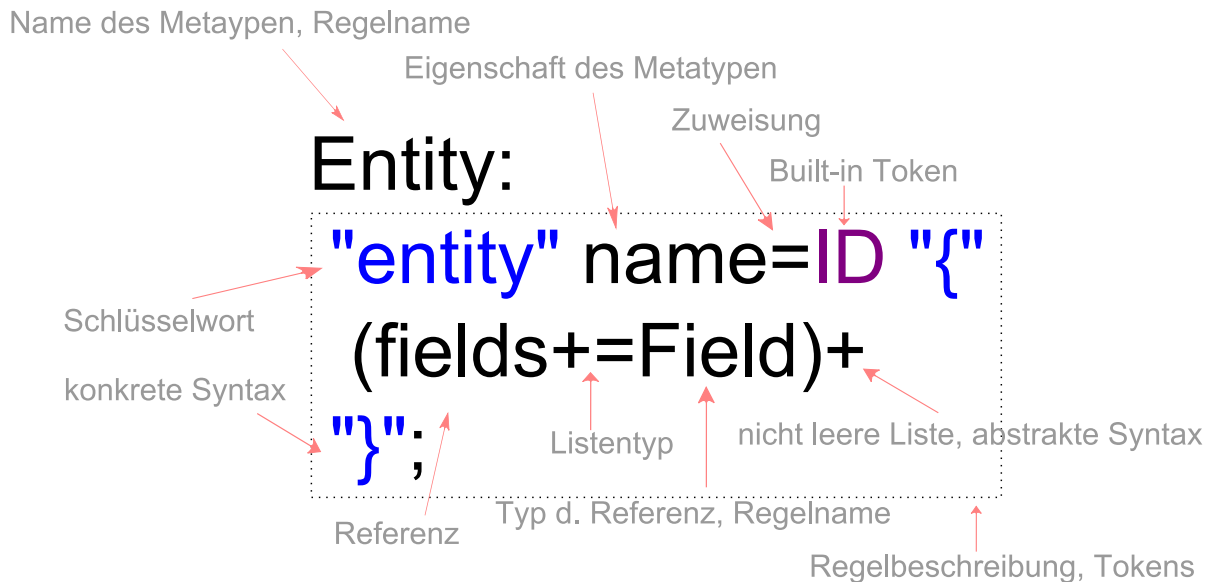 Name des Metaypen, Regelname
Eigenschaft des Metatypen
Zuweisung
Built-in Token
Entity:
"entity" name=ID "{"
Schlüsselwort
(fields+=Field)+
konkrete Syntax
"}";
Listentyp
nicht leere Liste, abstrakte Syntax
Referenz
Typ d. Referenz, Regelname
Regelbeschreibung, Tokens